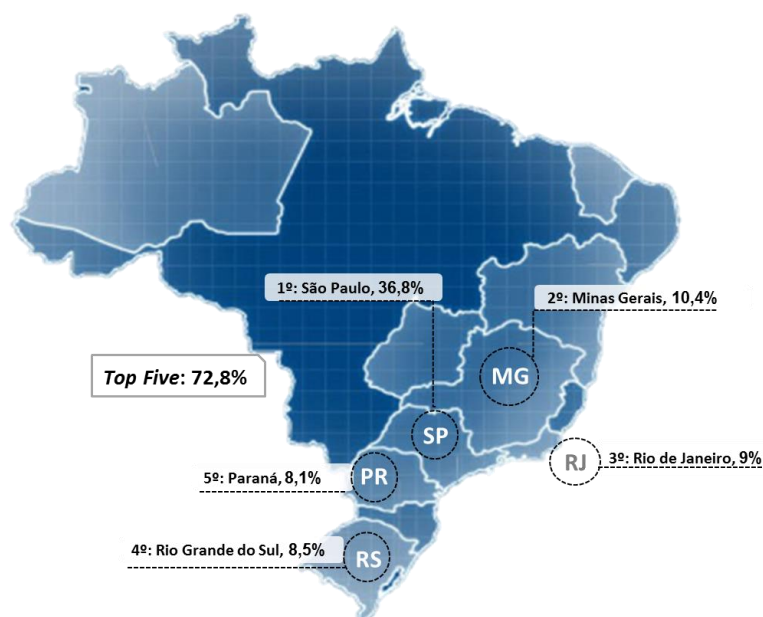 1º: São Paulo, 36,8%
2º: Minas Gerais, 10,4%
MG
Top Five: 72,8%
SP
RJ
3º: Rio de Janeiro, 9%
5º: Paraná, 8,1%
PR
4º: Rio Grande do Sul, 8,5%
RS